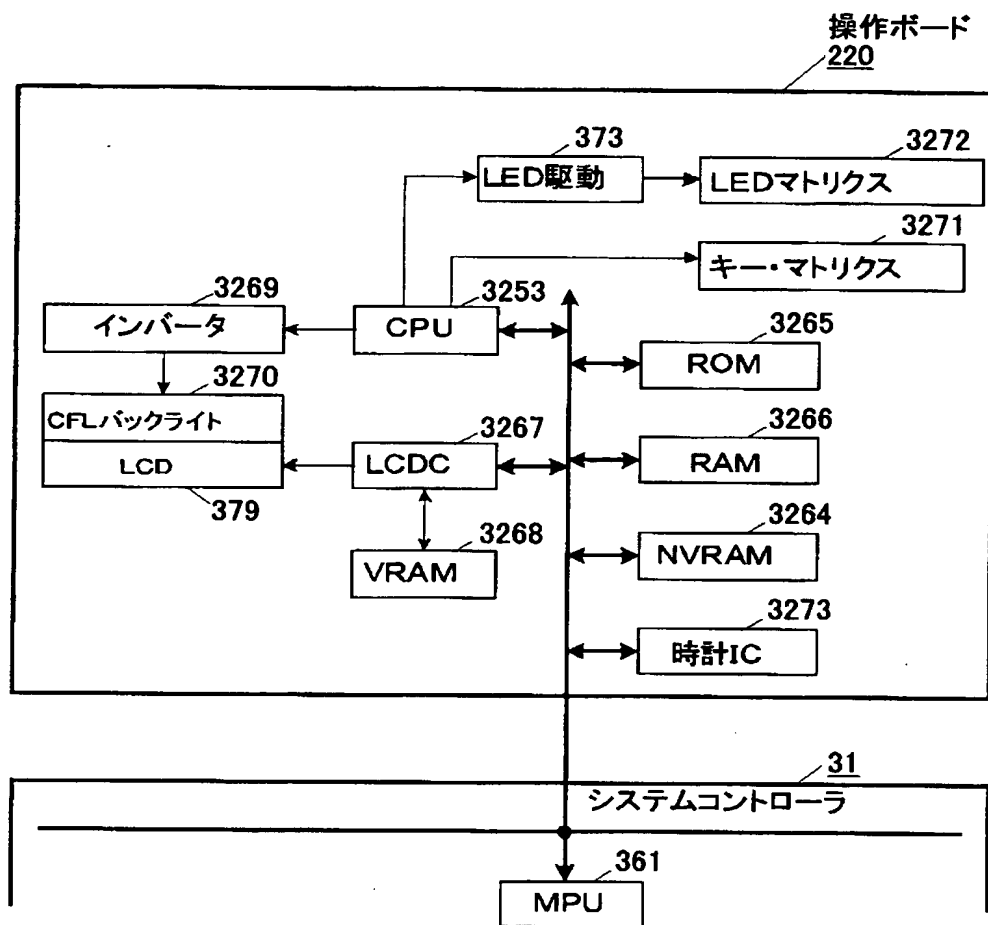 操作ボード
220
373
LED駆動
3272
LEDマトリクス
3271
キー・マトリクス
3269
インバータ
3253
CPU
3265
ROM
3270
CFLバックライト
LCD
379
3267
LCDC
3266
RAM
3268
VRAM
3264
NVRAM
3273
時計IC
31
システムコントローラ
361
MPU